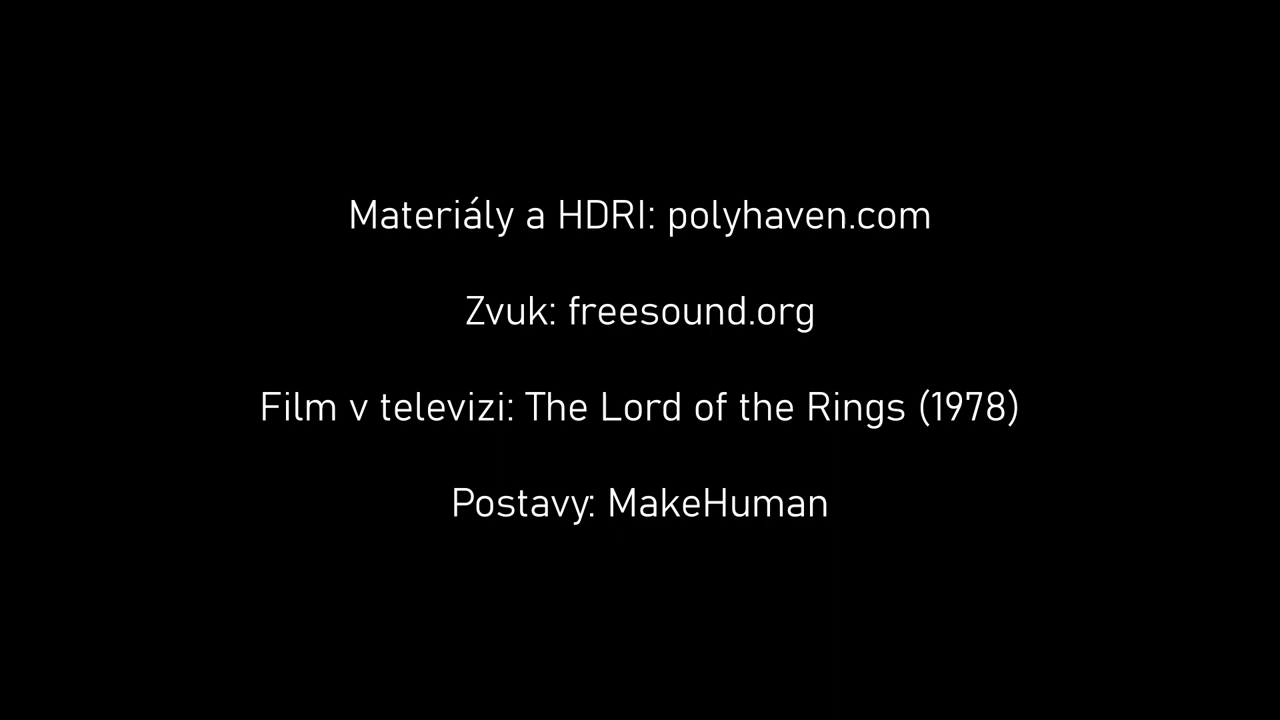 Materiály a HDRI: polyhaven.com
Zvuk: freesound.org
Film v televizi: The Lord of the Rings (1978)
Postavy: MakeHuman